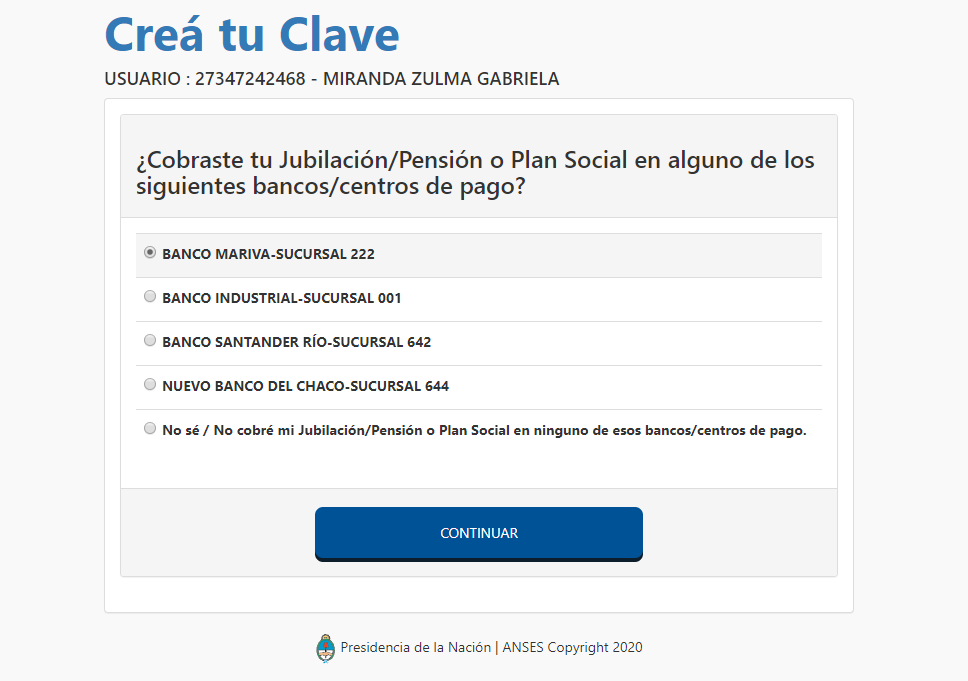 Creá tu Clave
USUARIO : 27347242468 - MIRANDA ZULMA GABRIELA
¿Cobraste tu Jubilación/Pensión o Plan Social en alguno de los
siguientes bancos/centros de pago?
BANCO MARIVA-SUCURSAL 222
BANCO INDUSTRIAL-SUCURSAL 001
BANCO SANTANDER RÍO-SUCURSAL 642
NUEVO BANCO DEL CHACO-SUCURSAL 644
No sé / No cobré mi Jubilación/Pensión o Plan Social en ninguno de esos bancos/centros de pago.
CONTINUAR
Presidencia de la Nación | ANSES Copyright 2020